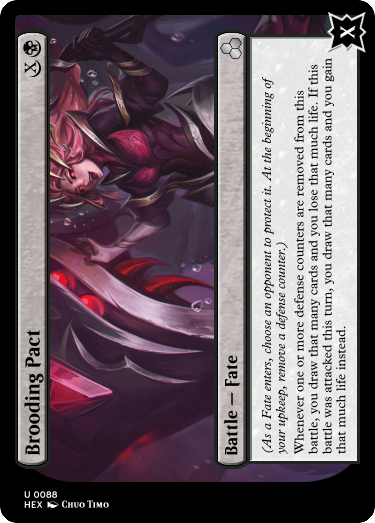 Brooding Pact
X
Battle — Fate
X
(As a Fate enters, choose an opponent to protect it. At the beginning of
your upkeep, remove a defense counter.)
Whenever one or more defense counters are removed from this
battle, you draw that many cards and you lose that much life. If this
battle was attacked this turn, you draw that many cards and you gain
that much life instead.
U 0088
HEX Chuo Timo